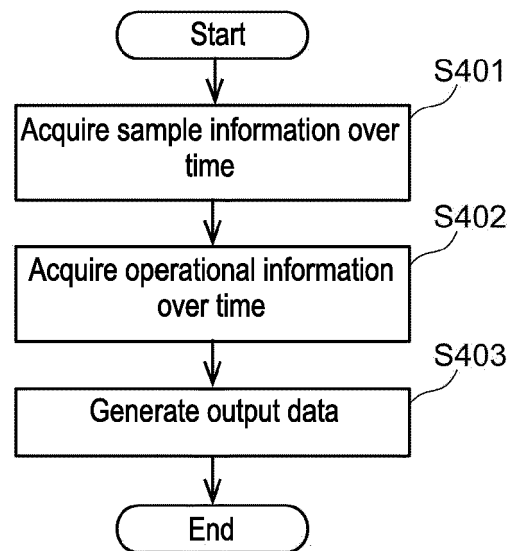 Start
S401
Acquire sample information over
time
S402
Acquire operational information
over time
S403
Generate output data
End